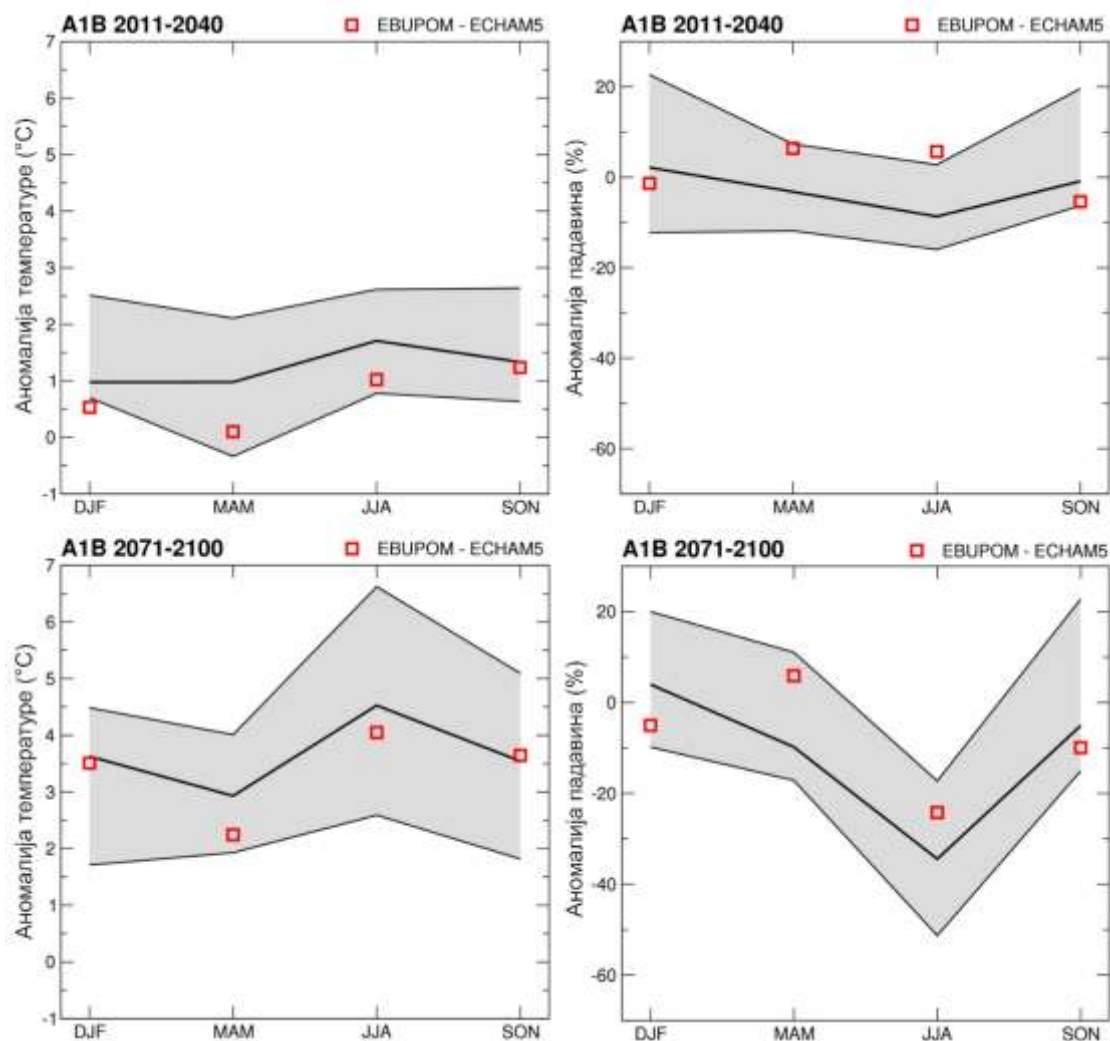 A1B 2011-2040 EBUPOM - ECHAM5
7
6
5
4
3
2
1
0
-1
Аномалија температуре (°C)
DJF MAM JJA SON
A1B 2011-2040 EBUPOM - ECHAM5
20
0
-20
-40
-60
Аномалија падавина (%)
DJF MAM JJA SON
A1B 2071-2100 EBUPOM - ECHAM5
7
6
5
4
3
2
1
0
-1
Аномалија температуре (°C)
DJF MAM JJA SON
A1B 2071-2100 EBUPOM - ECHAM5
20
0
-20
-40
-60
Аномалија падавина (%)
DJF MAM JJA SON